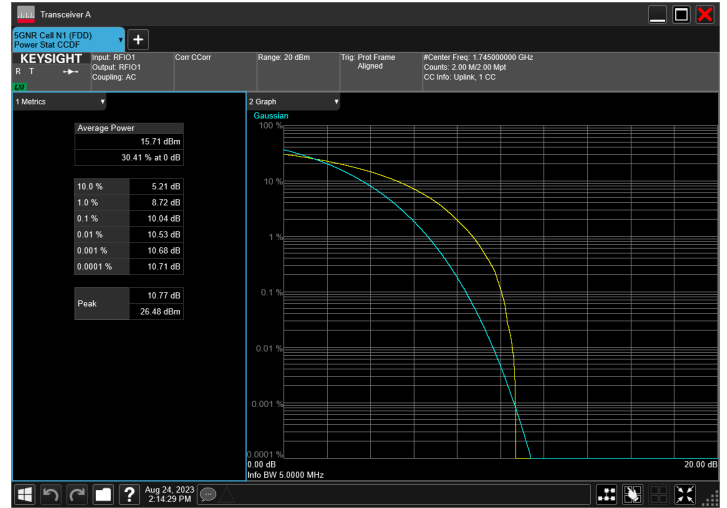 Transceiver A
5GNR Cell N1 (FDD)
Power Stat CCDF
KEYSIGHT
R T
LXI
Input: RFIO1
Output: RFIO1
Coupling: AC
Corr CCorr
Range: 20 dBm
Trig: Prot Frame
Aligned
#Center Freq: 1.745000000 GHz
Counts: 2.00 M/2.00 Mpt
CC Info: Uplink, 1 CC
1 Metrics
Average Power
15.71 dBm
30.41 % at 0 dB
10.0 % 5.21 dB
1.0 % 8.72 dB
0.1 % 10.04 dB
0.01 % 10.53 dB
0.001 % 10.68 dB
0.0001 % 10.71 dB
Peak
10.77 dB
26.48 dBm
2 Graph
Gaussian
100 %
10 %
1 %
0.1 %
0.01 %
0.001 %
0.0001 %
0.00 dB 20.00 dB
Info BW 5.0000 MHz
Aug 24, 2023
2:14:29 PM